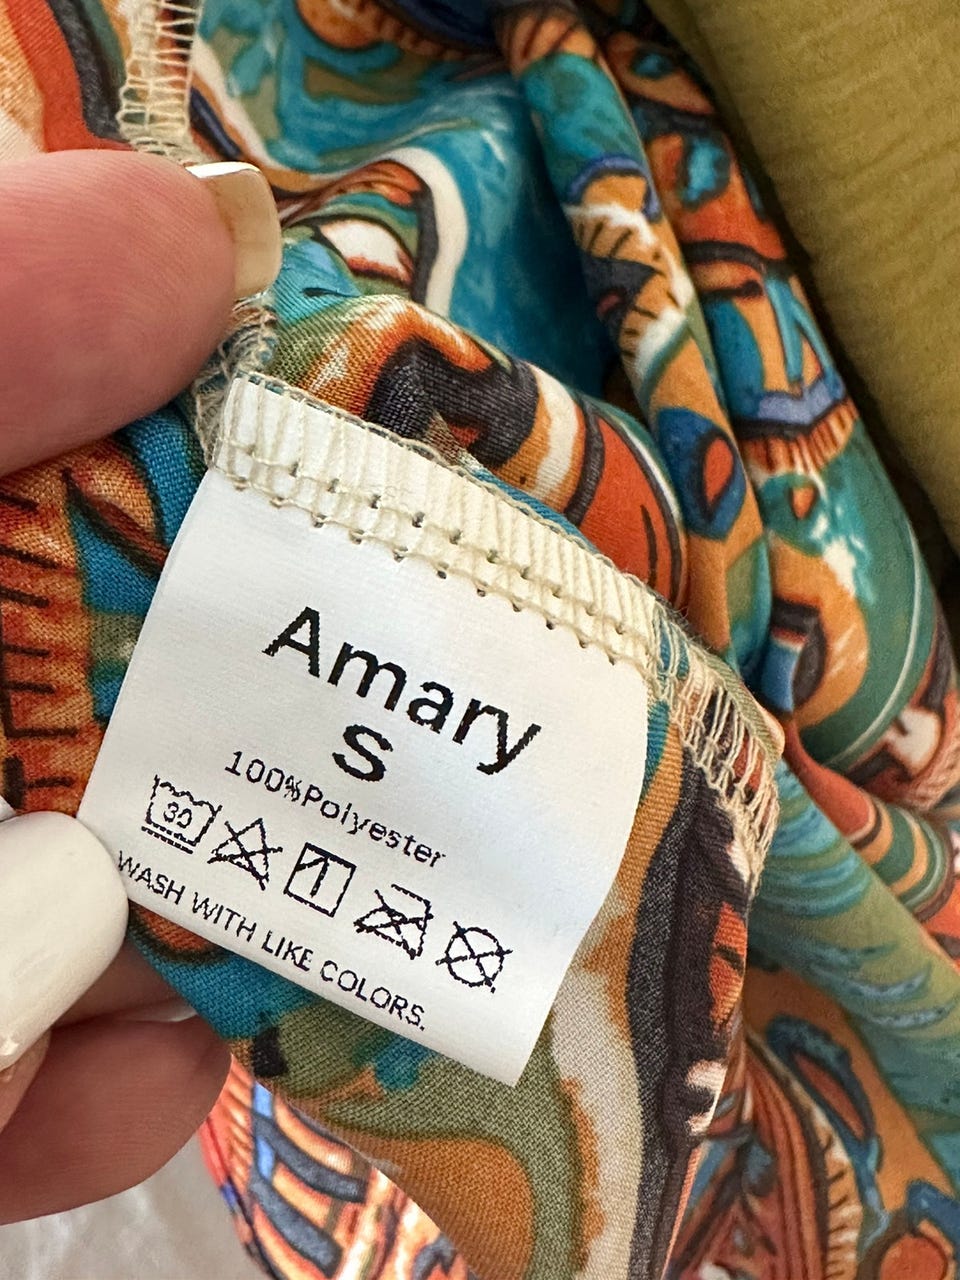 Amary
S
100%Polyester
30
WASH WITH LIKE COLORS.